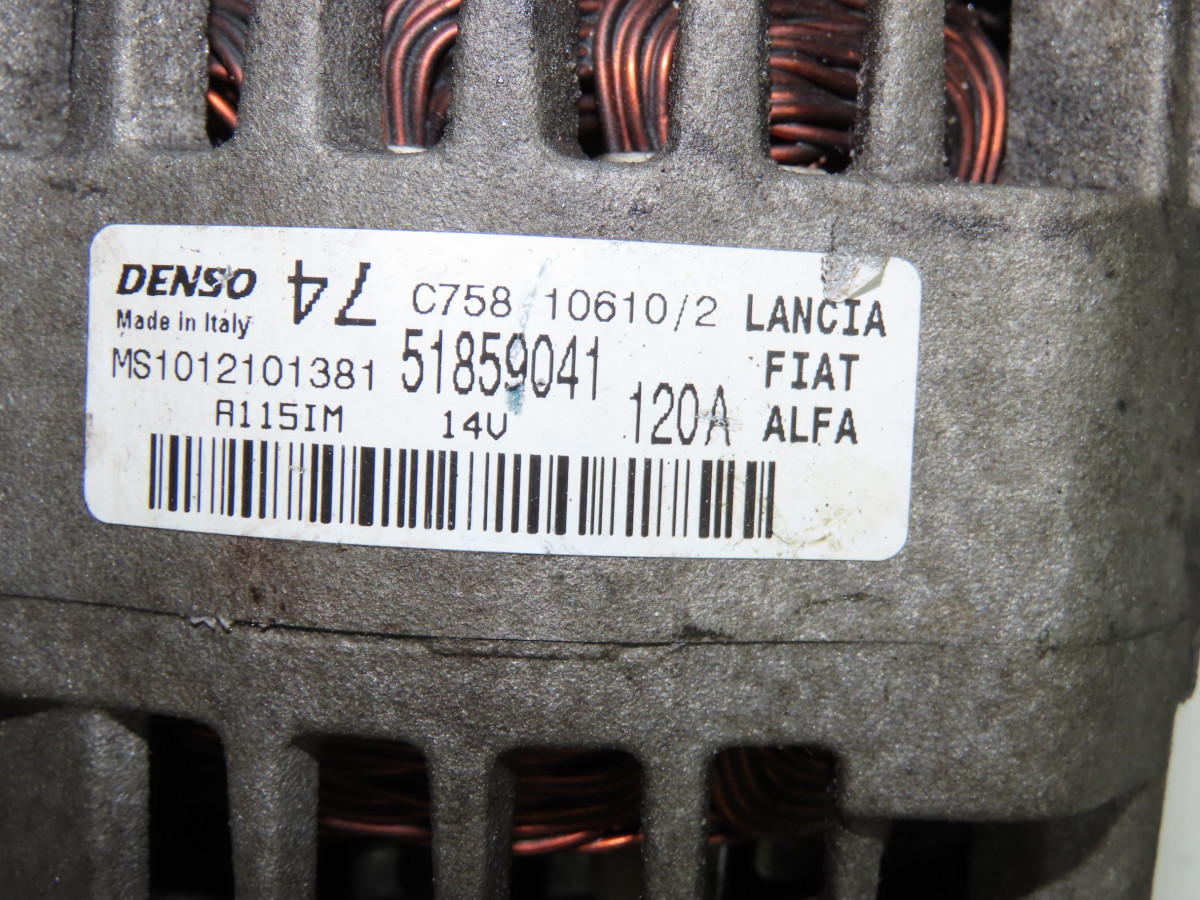 DENSO 74 C758 10610/2 LANCIA
Made in Italy
MS1012101381 51859041 FIAT
A115IM 14V 120A ALFA